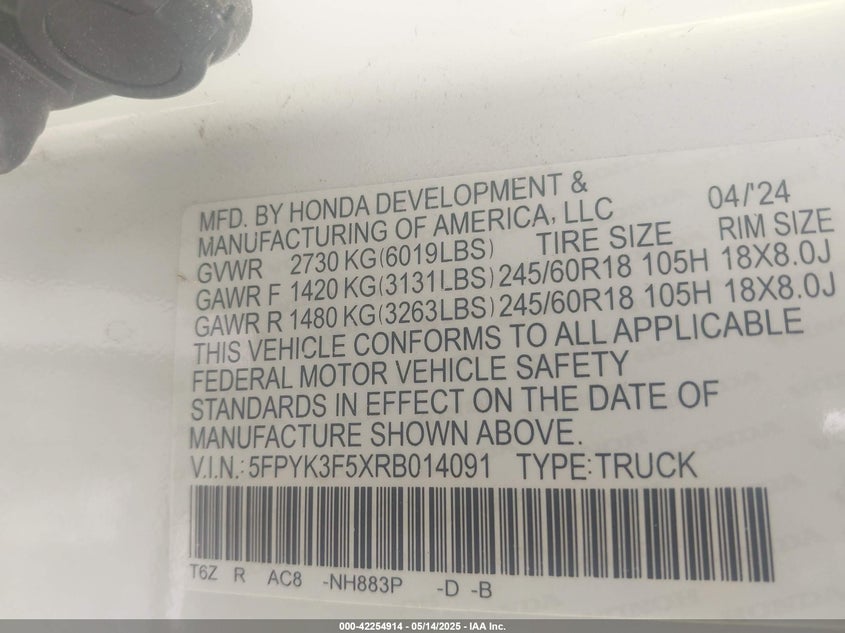 MFD. BY HONDA DEVELOPMENT & 04/'24
MANUFACTURING OF AMERICA, LLC
GVWR 2730 KG(6019LBS) TIRE SIZE RIM SIZE
GAWR F 1420 KG(3131LBS) 245/60R18 105H 18X8.0J
GAWR R 1480 KG(3263LBS) 245/60R18 105H 18X8.0J
THIS VEHICLE CONFORMS TO ALL APPLICABLE
FEDERAL MOTOR VEHICLE SAFETY
STANDARDS IN EFFECT ON THE DATE OF
MANUFACTURE SHOWN ABOVE.
V.I.N.: 5FPYK3F5XRB014091 TYPE:TRUCK
T6Z R AC8 -NH883P -D -B
000-42254914 - 05/14/2025 - IAA Inc.